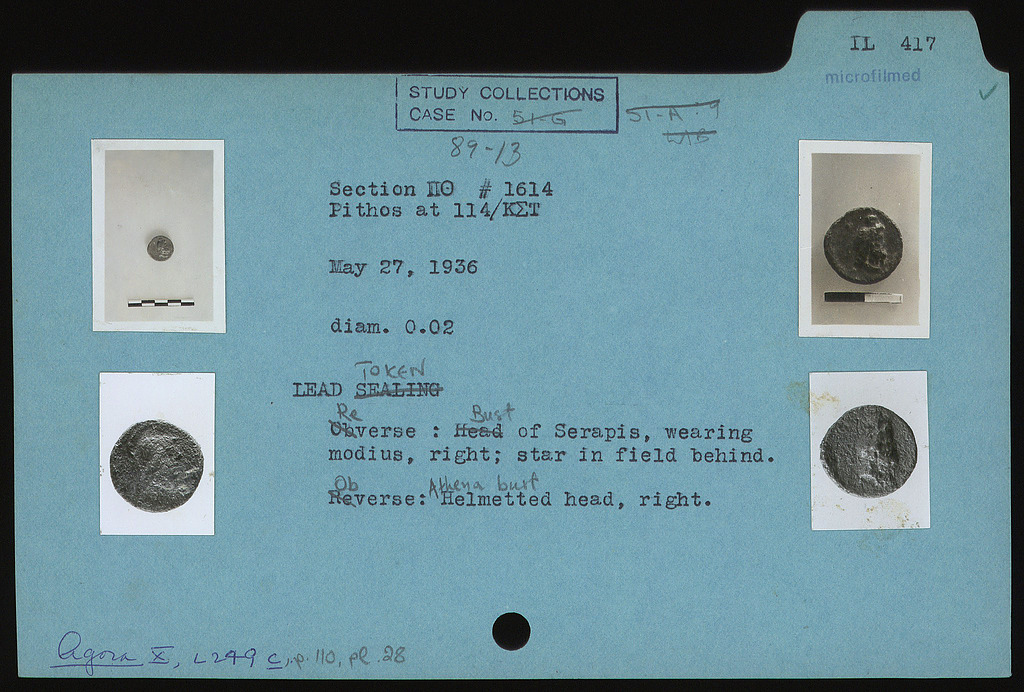 IL 417
microfilmed
STUDY COLLECTIONS
CASE No. 51-G
51-A-9
89-13
Section ΠΘ # 1614
Pithos at 114/ΚΣΤ
May 27, 1936
diam. 0.02
TOKEN
LEAD SEALING
Re Bust
Obverse : Head of Serapis, wearing
modius, right; star in field behind.
Ob Athena bust
Reverse: Helmetted head, right.
Agora X, L249 c, p. 110, pl. 28